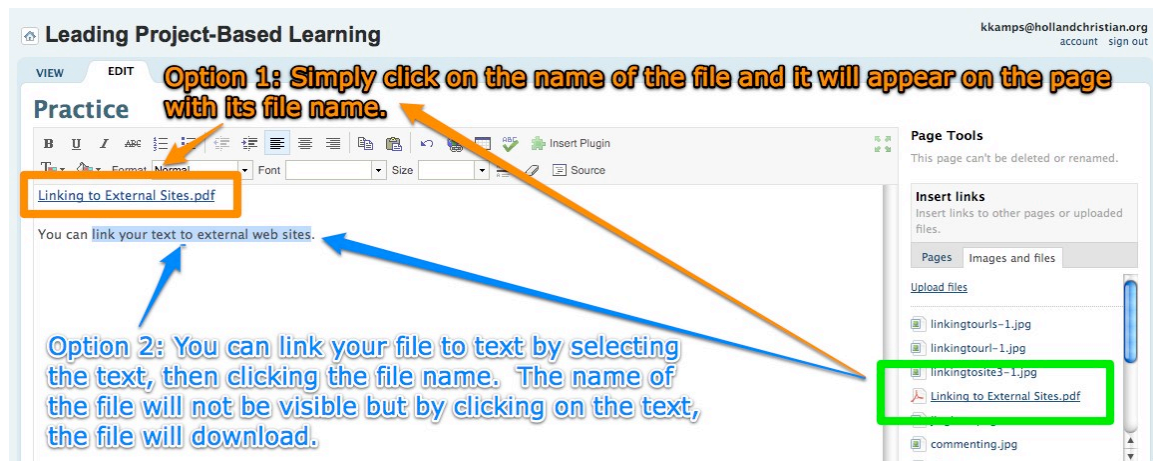 Leading Project-Based Learning
kkamps@hollandchristian.org
account sign out
VIEW EDIT
Option 1: Simply click on the name of the file and it will appear on the page
with its file name.
Practice
B U I ABC Insert Plugin
Format Normal Font Size Source
Linking to External Sites.pdf
You can link your text to external web sites.
Option 2: You can link your file to text by selecting
the text, then clicking the file name. The name of
the file will not be visible but by clicking on the text,
the file will download.
Page Tools
This page can't be deleted or renamed.
Insert links
Insert links to other pages or uploaded
files.
Pages Images and files
Upload files
linkingtourls-1.jpg
linkingtourl-1.jpg
linkingtosite3-1.jpg
Linking to External Sites.pdf
commenting.jpg